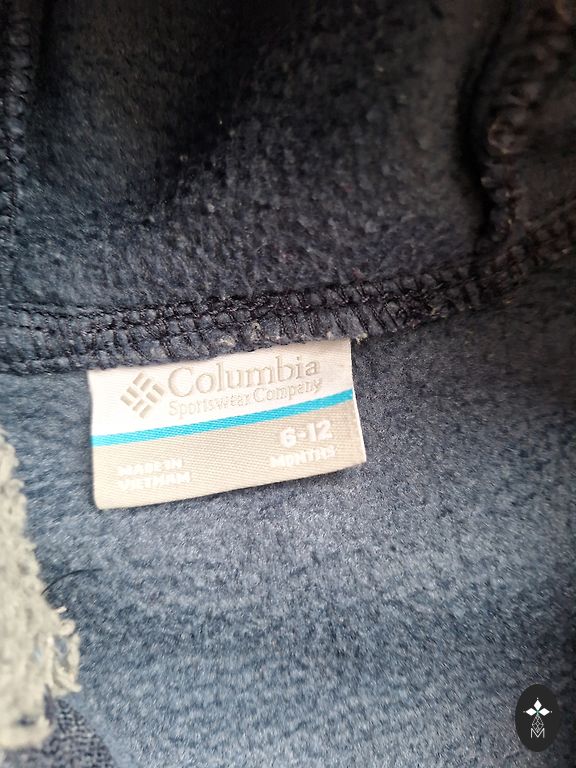 Columbia
Sportswear Company
6-12
MONTHS
MADE IN
VIETNAM
M